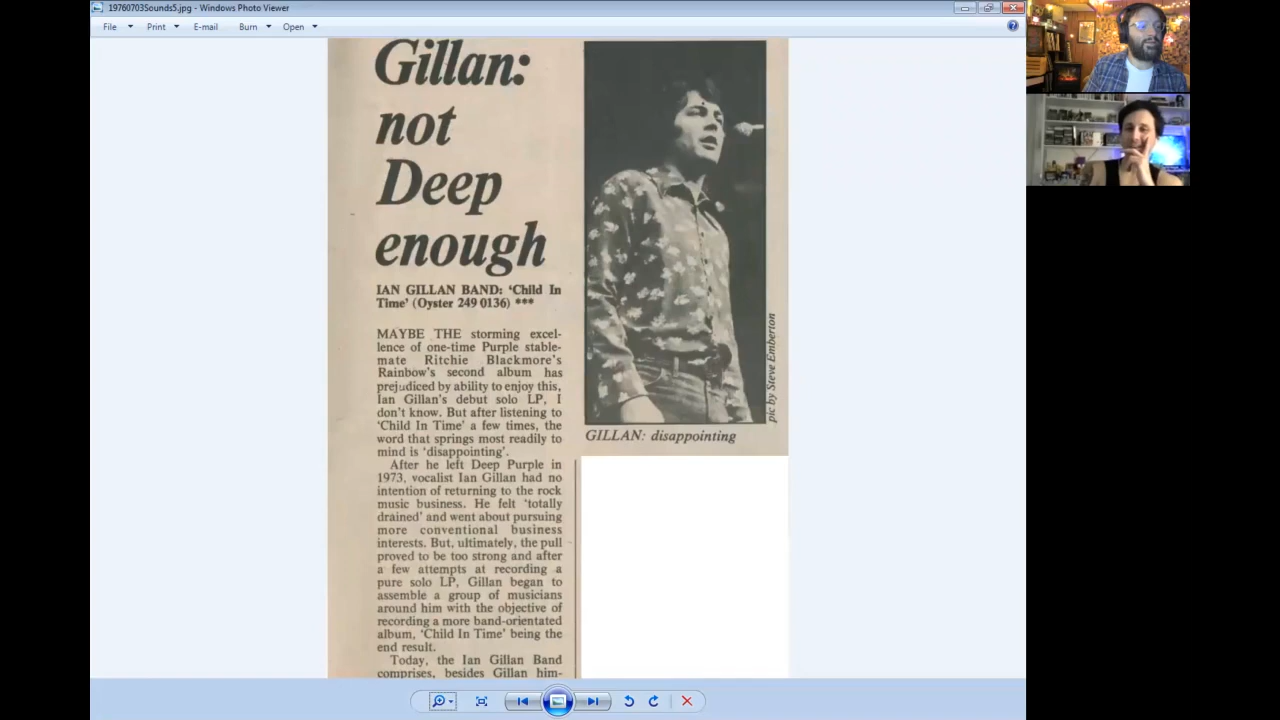 19760703Sounds5.jpg - Windows Photo Viewer
File Print E-mail Burn Open
Gillan:
not
Deep
enough
IAN GILLAN BAND: ‘Child In
Time’ (Oyster 249 0136) ***
MAYBE THE storming excel-
lence of one-time Purple stable-
mate Ritchie Blackmore's
Rainbow's second album has
prejudiced by ability to enjoy this,
Ian Gillan's debut solo LP, I
don't know. But after listening to
‘Child In Time’ a few times, the
word that springs most readily to
mind is ‘disappointing’.
After he left Deep Purple in
1973, vocalist Ian Gillan had no
intention of returning to the rock
music business. He felt ‘totally
drained’ and went about pursuing
more conventional business
interests. But, ultimately, the pull
proved to be too strong and after
a few attempts at recording a
pure solo LP, Gillan began to
assemble a group of musicians
around him with the objective of
recording a more band-orientated
album, ‘Child In Time’ being the
end result.
Today, the Ian Gillan Band
comprises, besides Gillan him-
pic by Steve Emberton
GILLAN: disappointing